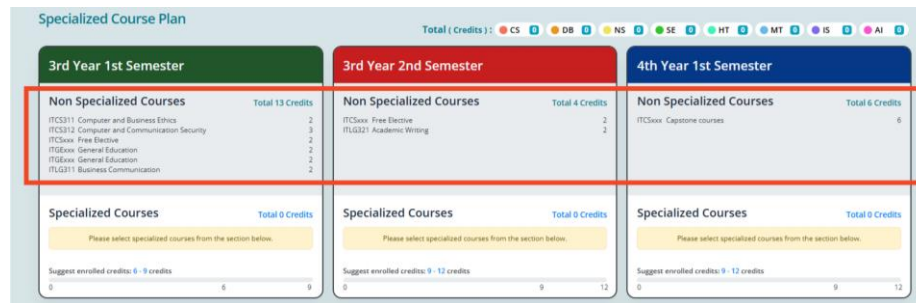 Specialized Course Plan
Total ( Credits ) : CS 0 DB 0 NS 0 SE 0 HT 0 MT 0 IS 0 AI 0
3rd Year 1st Semester
Non Specialized Courses Total 13 Credits
ITCS311 Computer and Business Ethics 2
ITCS312 Computer and Communication Security 3
ITCSxxx Free Elective 2
ITGExxx General Education 2
ITGExxx General Education 2
ITLG311 Business Communication 2
Specialized Courses Total 0 Credits
Please select specialized courses from the section below.
Suggest enrolled credits: 6 - 9 credits
0 6 9
3rd Year 2nd Semester
Non Specialized Courses Total 4 Credits
ITCSxxx Free Elective 2
ITLG321 Academic Writing 2
Specialized Courses Total 0 Credits
Please select specialized courses from the section below.
Suggest enrolled credits: 9 - 12 credits
0 9 12
4th Year 1st Semester
Non Specialized Courses Total 6 Credits
ITCSxxx Capstone courses 6
Specialized Courses Total 0 Credits
Please select specialized courses from the section below.
Suggest enrolled credits: 9 - 12 credits
0 9 12